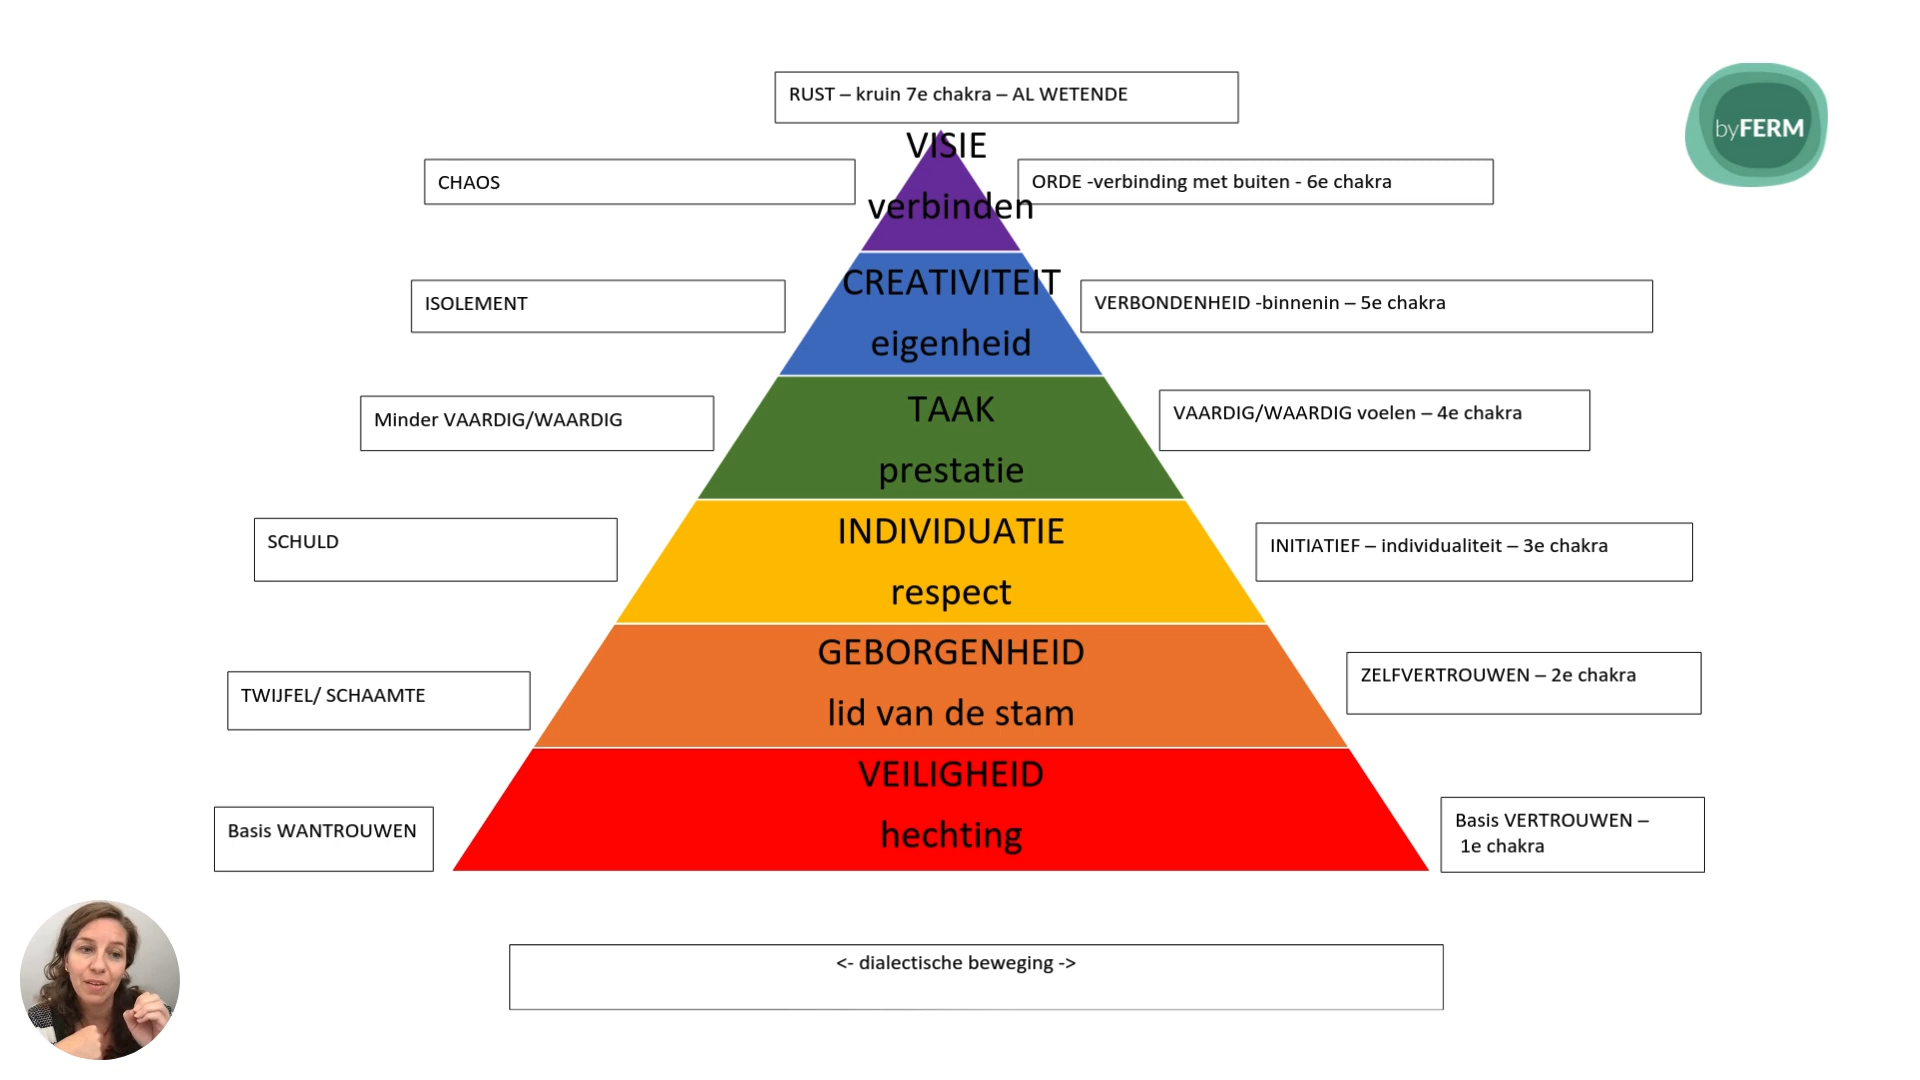 RUST – kruin 7e chakra – AL WETENDE
byFERM
VISIE
CHAOS
ORDE -verbinding met buiten - 6e chakra
verbinden
CREATIVITEIT
ISOLEMENT
VERBONDENHEID -binnenin – 5e chakra
eigenheid
TAAK
Minder VAARDIG/WAARDIG
VAARDIG/WAARDIG voelen – 4e chakra
prestatie
INDIVIDUATIE
SCHULD
INITIATIEF – individualiteit – 3e chakra
respect
GEBORGENHEID
TWIJFEL/ SCHAAMTE
ZELFVERTROUWEN – 2e chakra
lid van de stam
VEILIGHEID
Basis WANTROUWEN
Basis VERTROUWEN –
1e chakra
hechting
<- dialectische beweging ->